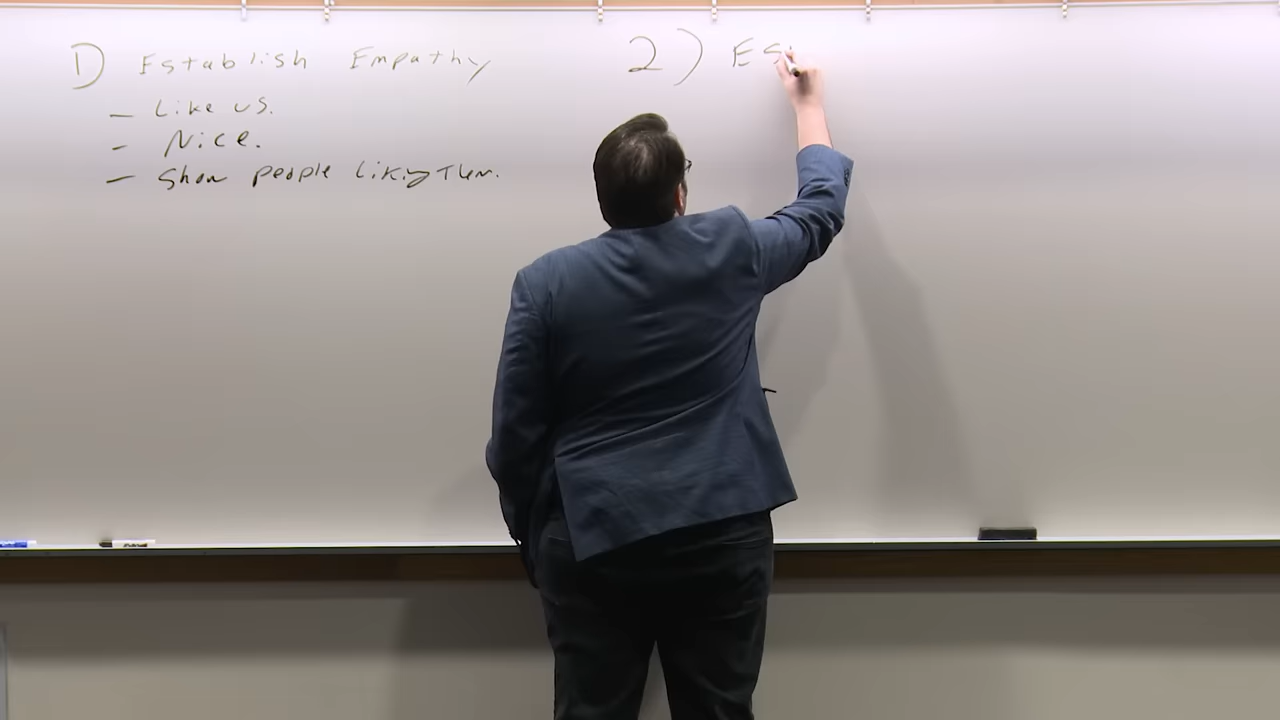 1) Establish Empathy
- Like us.
- Nice.
- Show people liking them.
2) Es